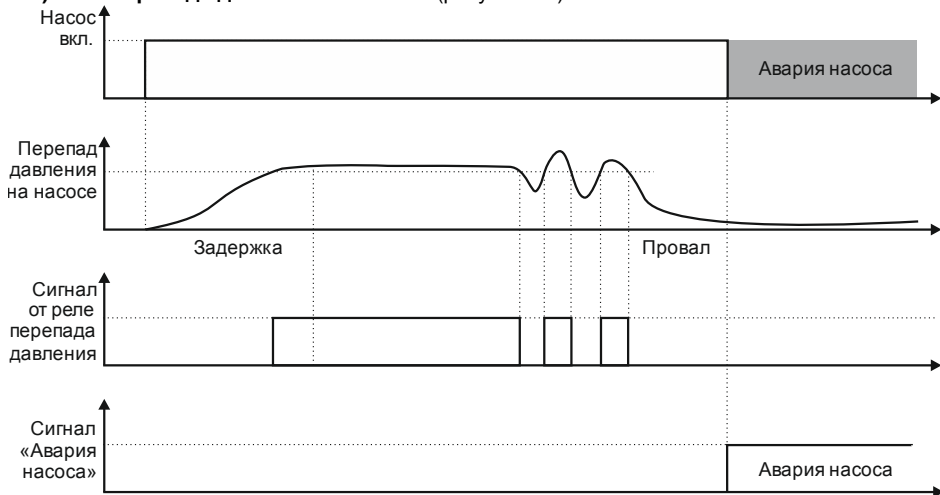 Насос
вкл.
Авария насоса
Перепад
давления
на насосе
Задержка
Провал
Сигнал
от реле
перепада
давления
Сигнал
«Авария
насоса»
Авария насоса